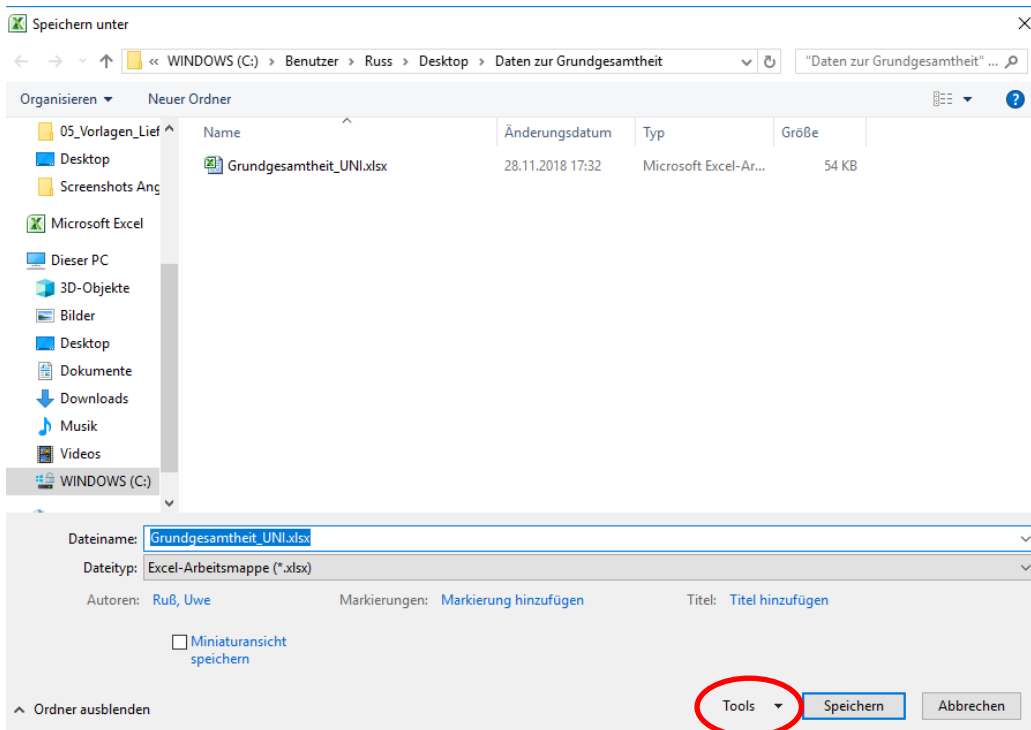 Speichern unter
« WINDOWS (C:) › Benutzer › Russ › Desktop › Daten zur Grundgesamtheit
"Daten zur Grundgesamtheit" ...
Organisieren Neuer Ordner
05_Vorlagen_Lief
Desktop
Screenshots Ang
Microsoft Excel
Dieser PC
3D-Objekte
Bilder
Desktop
Dokumente
Downloads
Musik
Videos
WINDOWS (C:)
Name Änderungsdatum Typ Größe
Grundgesamtheit_UNI.xlsx 28.11.2018 17:32 Microsoft Excel-Ar... 54 KB
Dateiname: Grundgesamtheit_UNI.xlsx
Dateityp: Excel-Arbeitsmappe (*.xlsx)
Autoren: Ruß, Uwe Markierungen: Markierung hinzufügen Titel: Titel hinzufügen
Miniaturansicht
speichern
Ordner ausblenden Tools Speichern Abbrechen